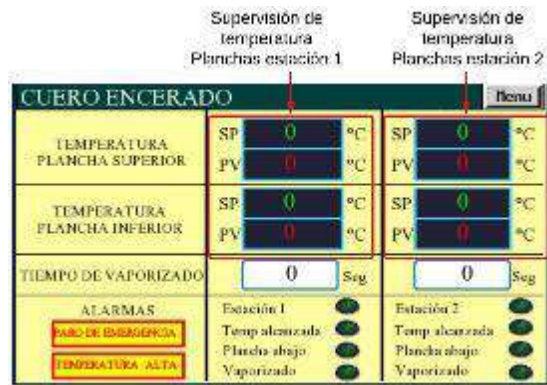 Supervisión de
temperatura
Planchas estación 1
Supervisión de
temperatura
Planchas estación 2
CUERO ENCERADO
Menu
TEMPERATURA
PLANCHA SUPERIOR
SP 0 °C
PV 0 °C
SP 0 °C
PV 0 °C
TEMPERATURA
PLANCHA INFERIOR
SP 0 °C
PV 0 °C
SP 0 °C
PV 0 °C
TIEMPO DE VAPORIZADO
0 Seg
0 Seg
ALARMAS
PARO DE EMERGENCIA
TEMPERATURA ALTA
Estación 1
Temp alcanzada
Plancha abajo
Vaporizado
Estación 2
Temp alcanzada
Plancha abajo
Vaporizado